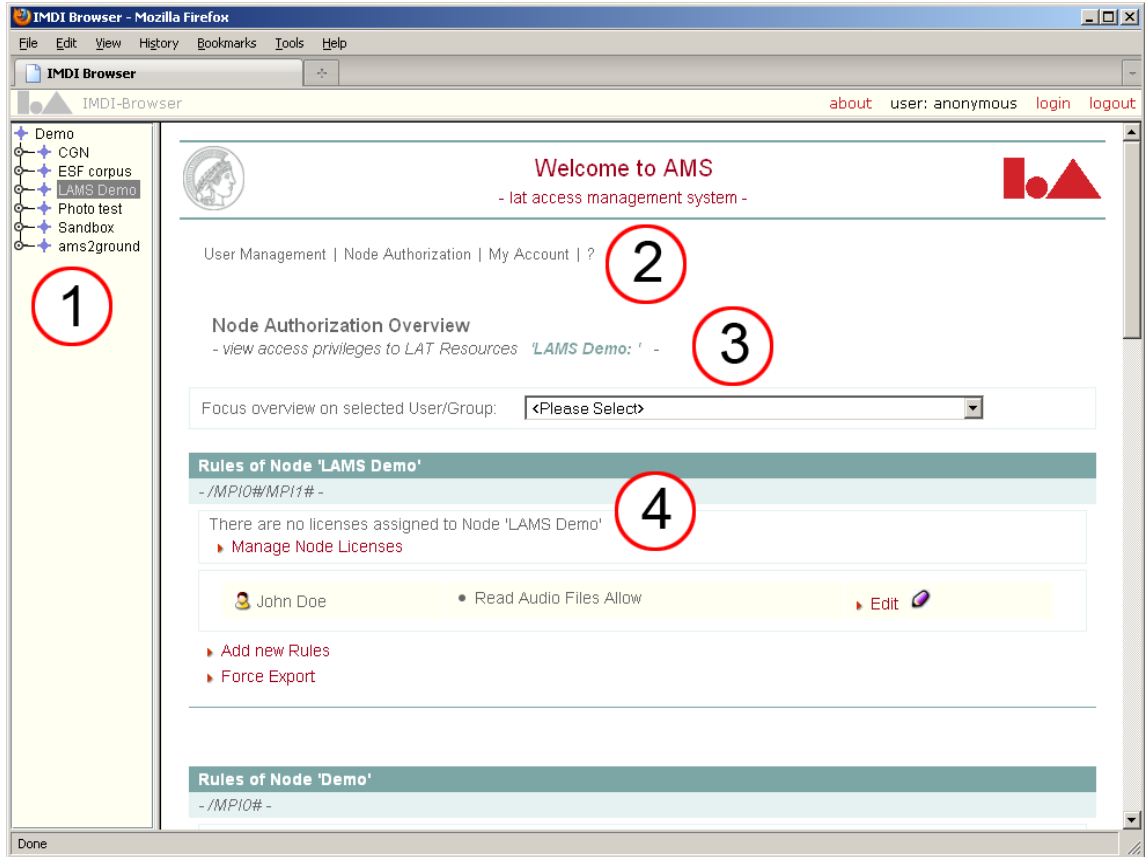 IMDI Browser - Mozilla Firefox
File Edit View History Bookmarks Tools Help
IMDI Browser
IMDI-Browser about user: anonymous login logout
Demo
CGN
ESF corpus
LAMS Demo
Photo test
Sandbox
ams2ground
1
Welcome to AMS
- lat access management system -
User Management | Node Authorization | My Account | ?
2
Node Authorization Overview
- view access privileges to LAT Resources 'LAMS Demo: ' -
3
Focus overview on selected User/Group: <Please Select>
Rules of Node 'LAMS Demo'
- /MPI0#/MPI1# -
4
There are no licenses assigned to Node 'LAMS Demo'
Manage Node Licenses
John Doe • Read Audio Files Allow Edit
Add new Rules
Force Export
Rules of Node 'Demo'
- /MPI0# -
Done